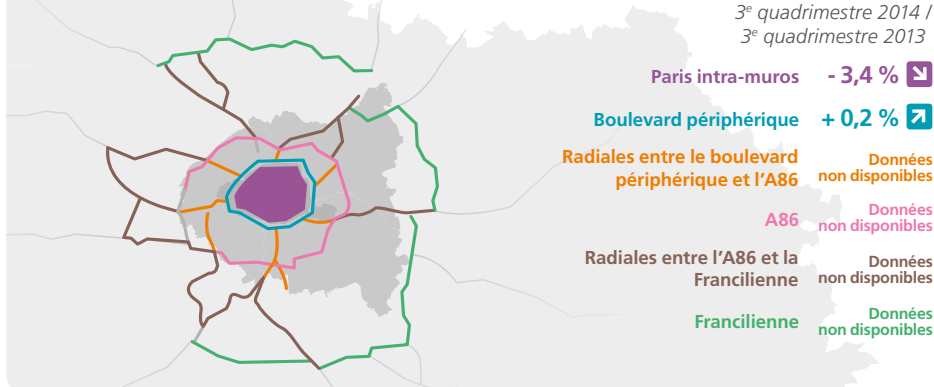 3e quadrimestre 2014 /
3e quadrimestre 2013
Paris intra-muros - 3,4 %
Boulevard périphérique + 0,2 %
Radiales entre le boulevard
périphérique et l'A86
Données
non disponibles
A86
Données
non disponibles
Radiales entre l'A86 et la
Francilienne
Données
non disponibles
Francilienne
Données
non disponibles